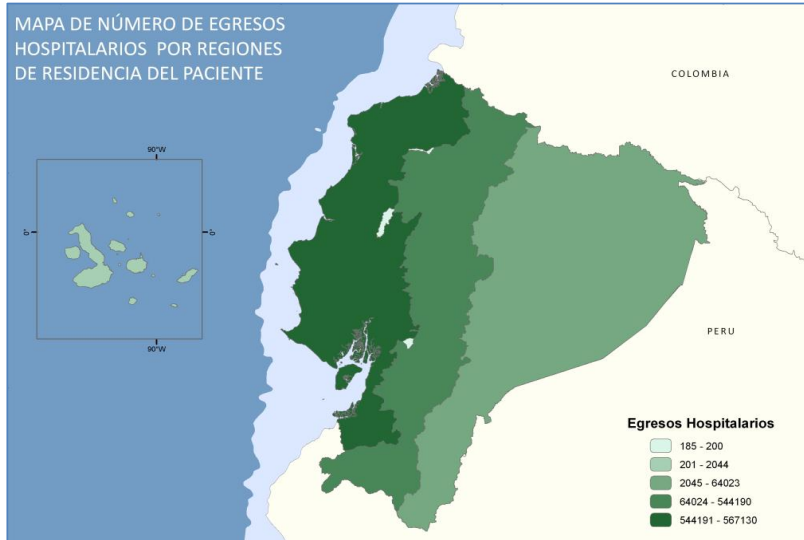 MAPA DE NÚMERO DE EGRESOS
HOSPITALARIOS POR REGIONES
DE RESIDENCIA DEL PACIENTE
COLOMBIA
90°W
0°
0°
90°W
PERU
Egresos Hospitalarios
185 - 200
201 - 2044
2045 - 64023
64024 - 544190
544191 - 567130